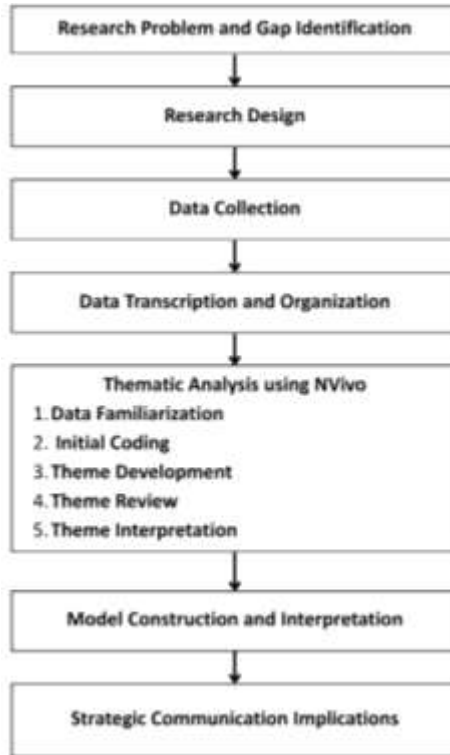 Research Problem and Gap Identification
Research Design
Data Collection
Data Transcription and Organization
Thematic Analysis using NVivo
1. Data Familiarization
2. Initial Coding
3. Theme Development
4. Theme Review
5. Theme Interpretation
Model Construction and Interpretation
Strategic Communication Implications